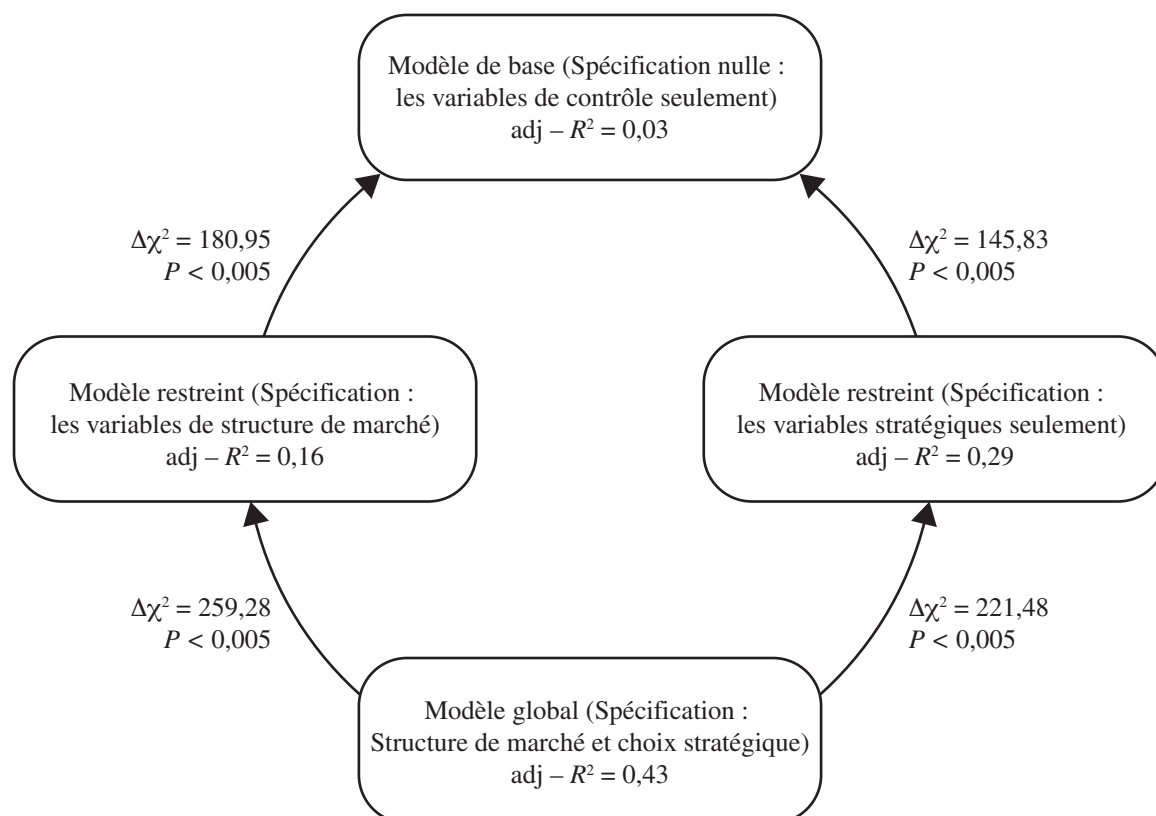 Modèle de base (Spécification nulle :
les variables de contrôle seulement)
adj – R² = 0,03
Δχ² = 180,95
P < 0,005
Δχ² = 145,83
P < 0,005
Modèle restreint (Spécification :
les variables de structure de marché)
adj – R² = 0,16
Modèle restreint (Spécification :
les variables stratégiques seulement)
adj – R² = 0,29
Δχ² = 259,28
P < 0,005
Δχ² = 221,48
P < 0,005
Modèle global (Spécification :
Structure de marché et choix stratégique)
adj – R² = 0,43